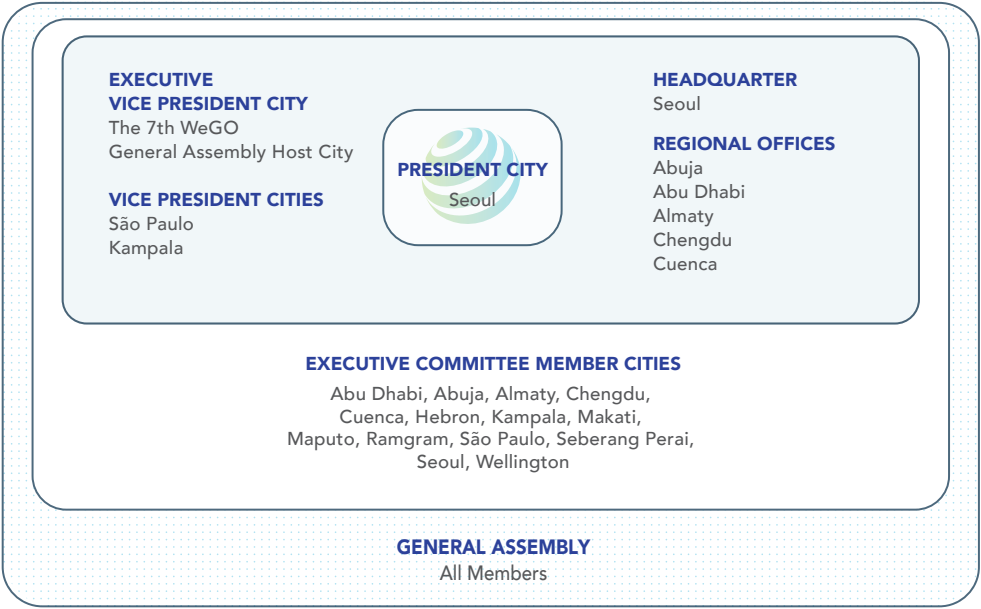 EXECUTIVE
VICE PRESIDENT CITY
The 7th WeGO
General Assembly Host City
VICE PRESIDENT CITIES
São Paulo
Kampala
PRESIDENT CITY
Seoul
HEADQUARTER
Seoul
REGIONAL OFFICES
Abuja
Abu Dhabi
Almaty
Chengdu
Cuenca
EXECUTIVE COMMITTEE MEMBER CITIES
Abu Dhabi, Abuja, Almaty, Chengdu,
Cuenca, Hebron, Kampala, Makati,
Maputo, Ramgram, São Paulo, Seberang Perai,
Seoul, Wellington
GENERAL ASSEMBLY
All Members